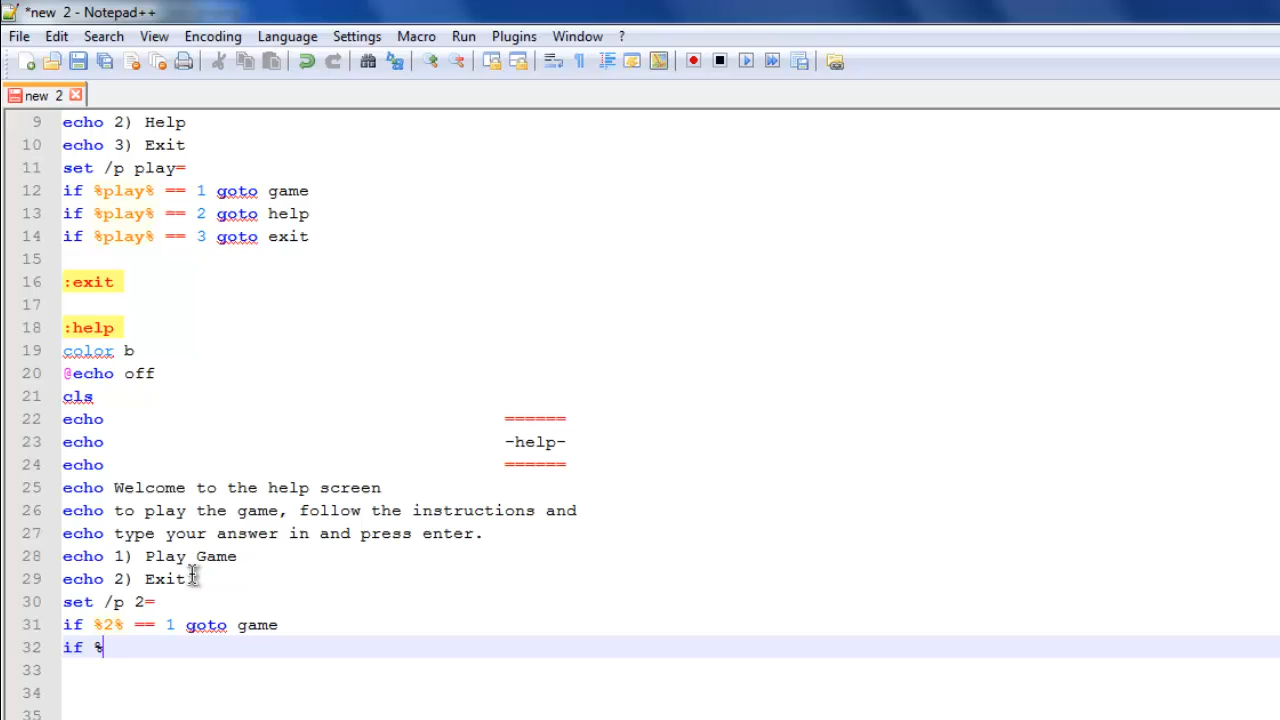 *new 2 - Notepad++
File Edit Search View Encoding Language Settings Macro Run Plugins Window ?
new 2
9 echo 2) Help
10 echo 3) Exit
11 set /p play=
12 if %play% == 1 goto game
13 if %play% == 2 goto help
14 if %play% == 3 goto exit
15
16 :exit
17
18 :help
19 color b
20 @echo off
21 cls
22 echo ======
23 echo -help-
24 echo ======
25 echo Welcome to the help screen
26 echo to play the game, follow the instructions and
27 echo type your answer in and press enter.
28 echo 1) Play Game
29 echo 2) Exit
30 set /p 2=
31 if %2% == 1 goto game
32 if %
33
34
35